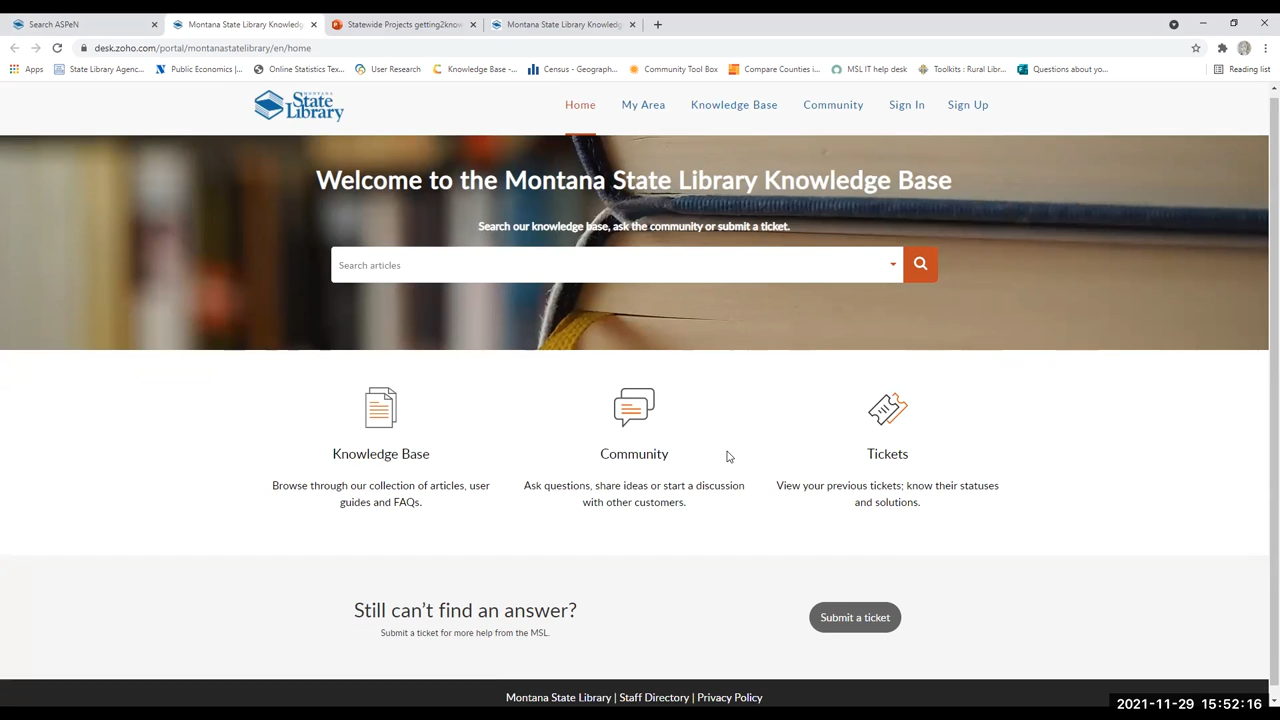 Search ASPeN
Montana State Library Knowledg
Statewide Projects getting2know
Montana State Library Knowledg
desk.zoho.com/portal/montanastatelibrary/en/home
Apps
State Library Agenc...
Public Economics |...
Online Statistics Tex...
User Research
Knowledge Base -...
Census - Geograph...
Community Tool Box
Compare Counties i...
MSL IT help desk
Toolkits : Rural Libr...
Questions about yo...
Reading list
MONTANA
State
Library
Home
My Area
Knowledge Base
Community
Sign In
Sign Up
Welcome to the Montana State Library Knowledge Base
Search our knowledge base, ask the community or submit a ticket.
Search articles
Knowledge Base
Browse through our collection of articles, user
guides and FAQs.
Community
Ask questions, share ideas or start a discussion
with other customers.
Tickets
View your previous tickets; know their statuses
and solutions.
Still can't find an answer?
Submit a ticket for more help from the MSL.
Submit a ticket
Montana State Library | Staff Directory | Privacy Policy
2021-11-29 15:52:16